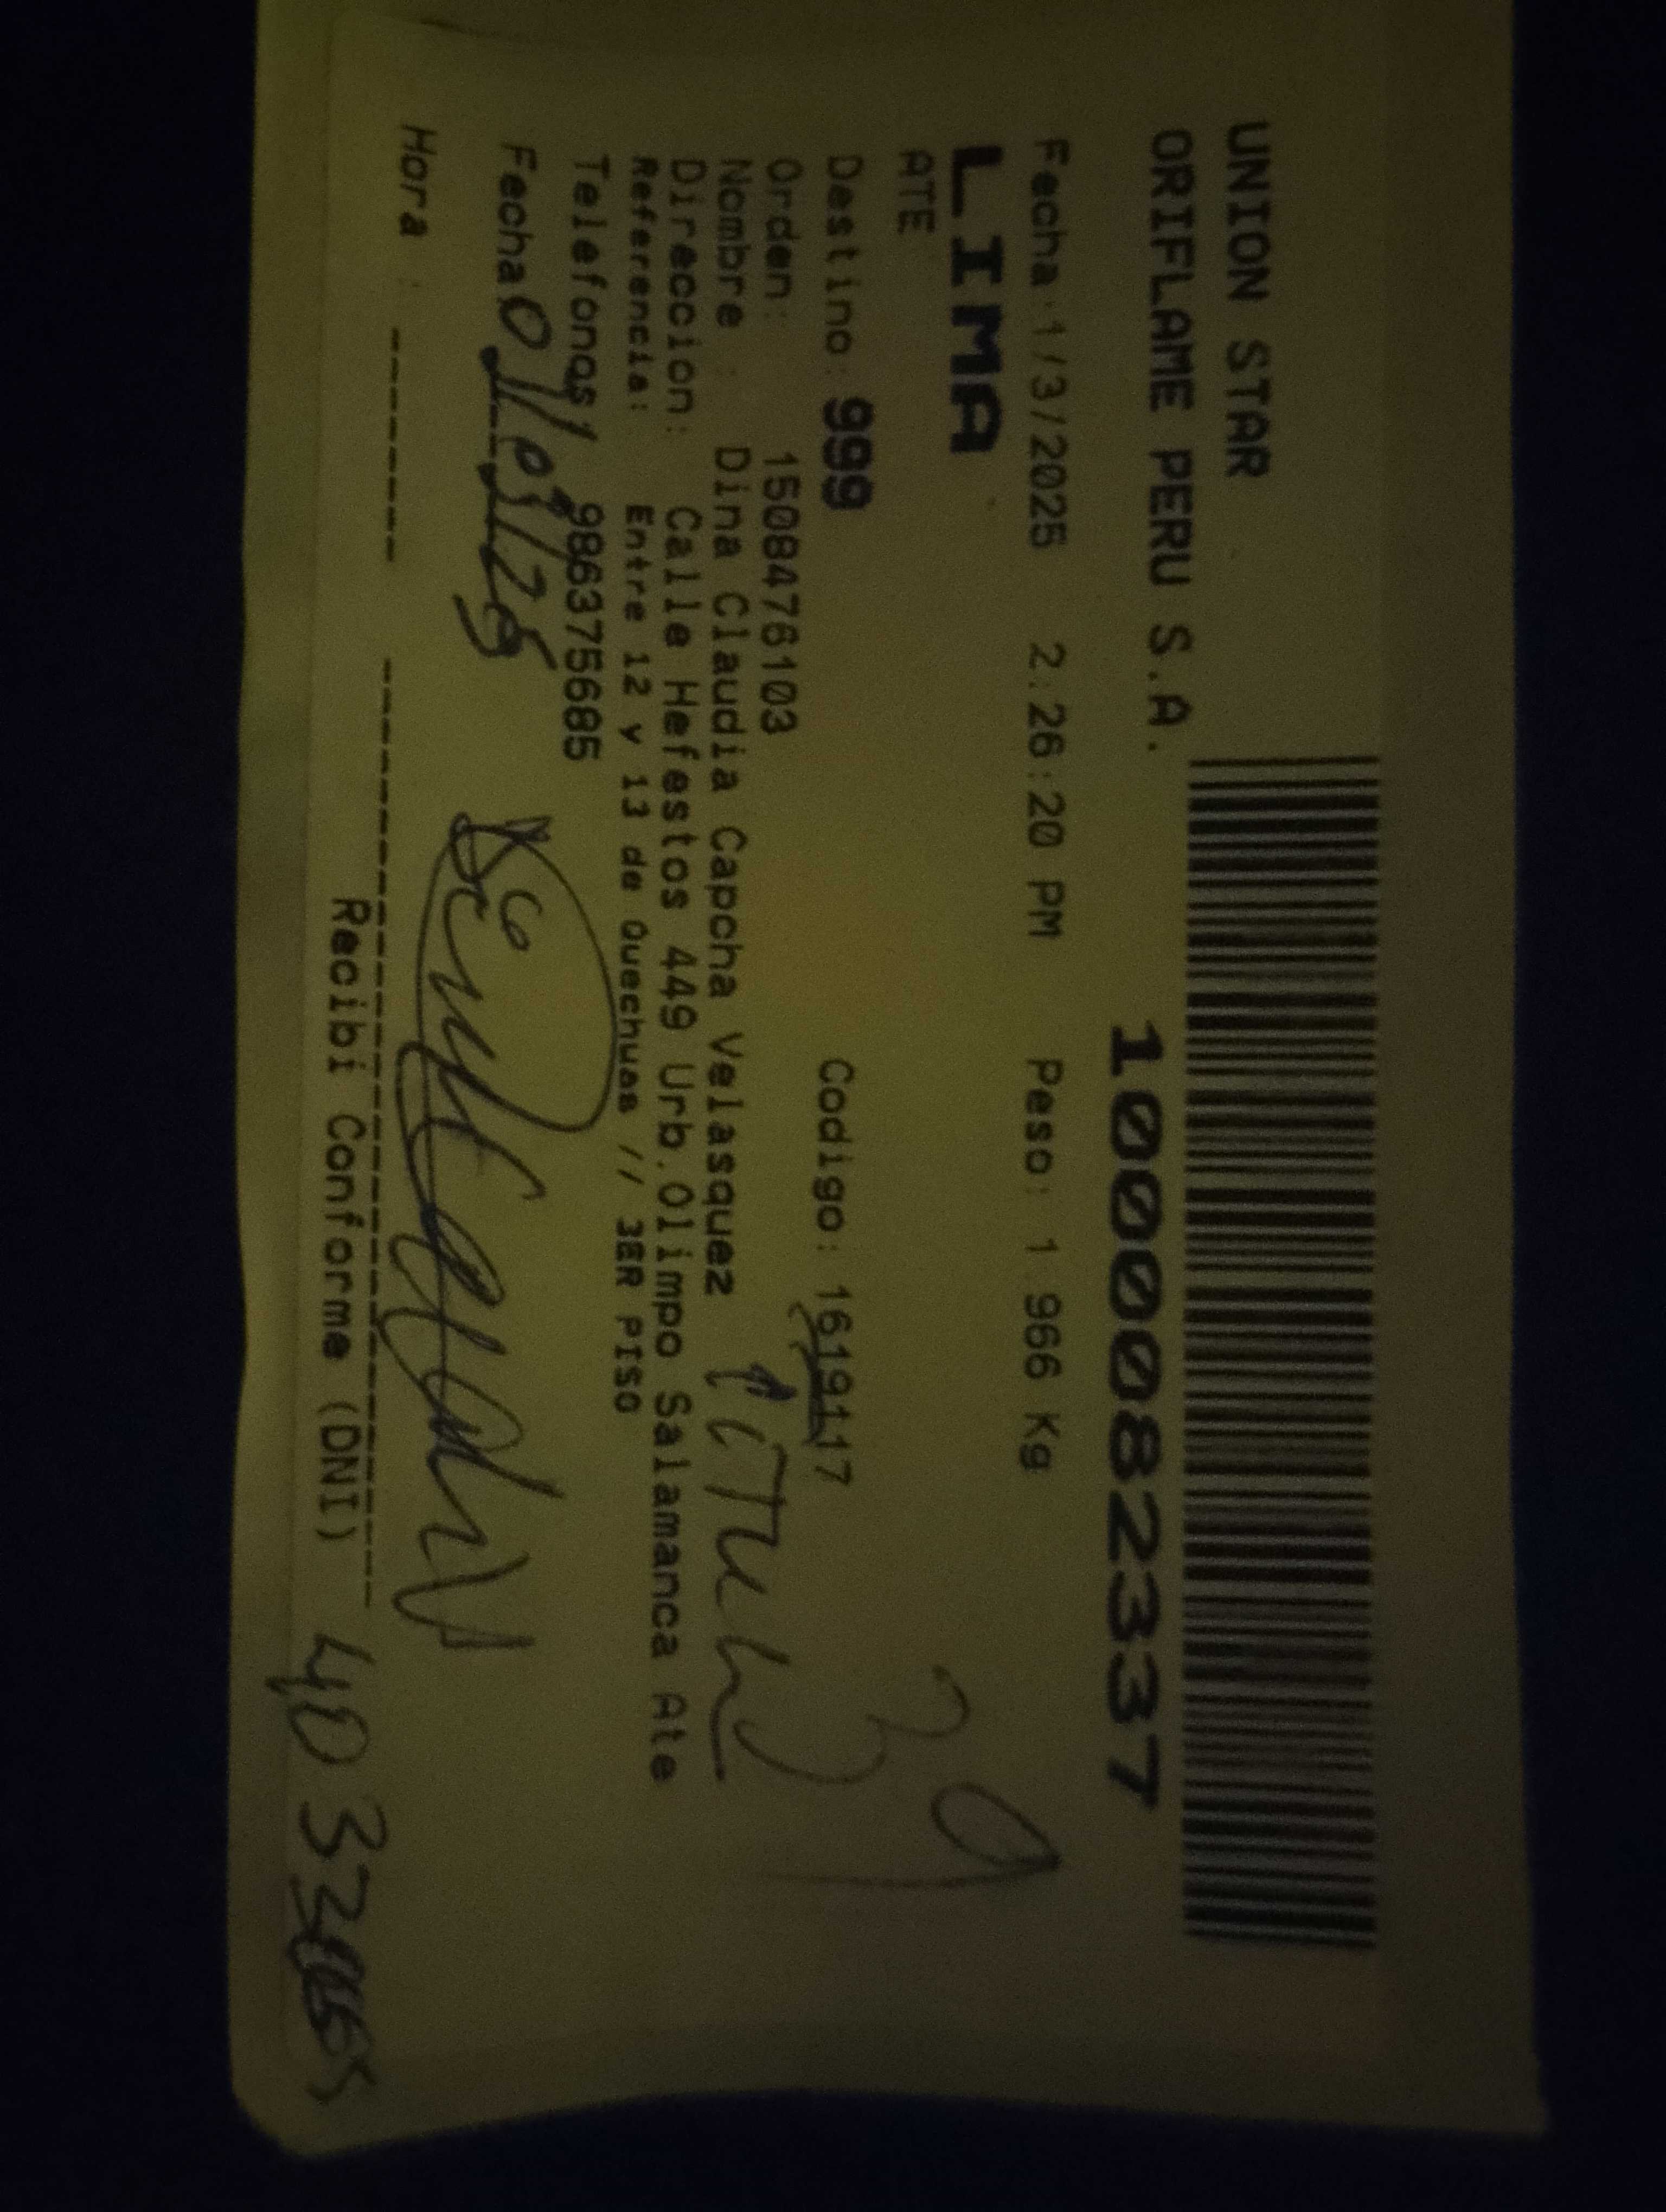 UNION STAR
ORIFLAME PERU S.A.
10000823337
Fecha 1/3/2025 2:26:20 PM Peso: 1 966 Kg
LIMA
ATE
39
Destino: 999 Codigo: 1619117
Orden: 1508476103
Nombre : Dina Claudia Capcha Velasquez
Direccion: Calle Hefestos 449 Urb.Olimpo Salamanca Ate
Referencia: Entre 12 y 13 de Quechuas // 3ER PISO
Telefonos 986375685
Fecha
Hora :
Recibi Conforme (DNI)